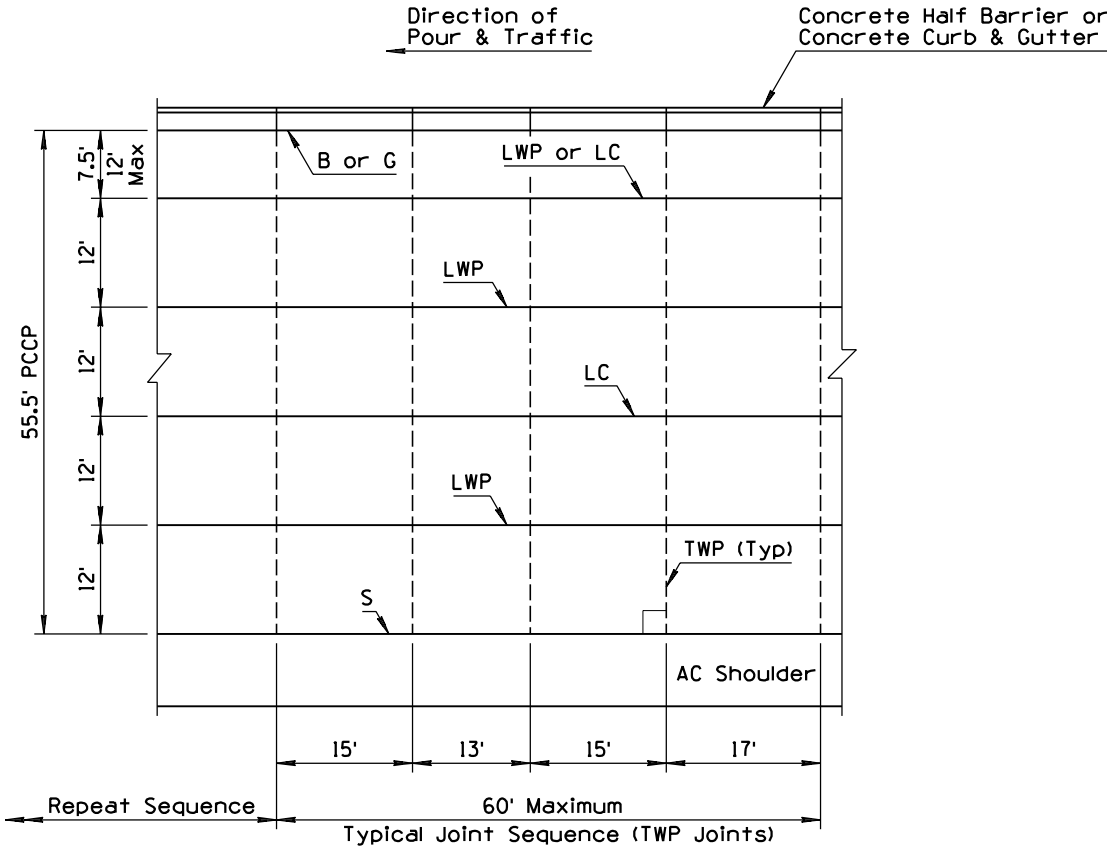 Direction of
Pour & Traffic
Concrete Half Barrier or
Concrete Curb & Gutter
7.5'
12'
Max
B or G
LWP or LC
12'
LWP
12'
LC
55.5' PCCP
12'
LWP
12'
TWP (Typ)
S
AC Shoulder
15'
13'
15'
17'
Repeat Sequence
60' Maximum
Typical Joint Sequence (TWP Joints)